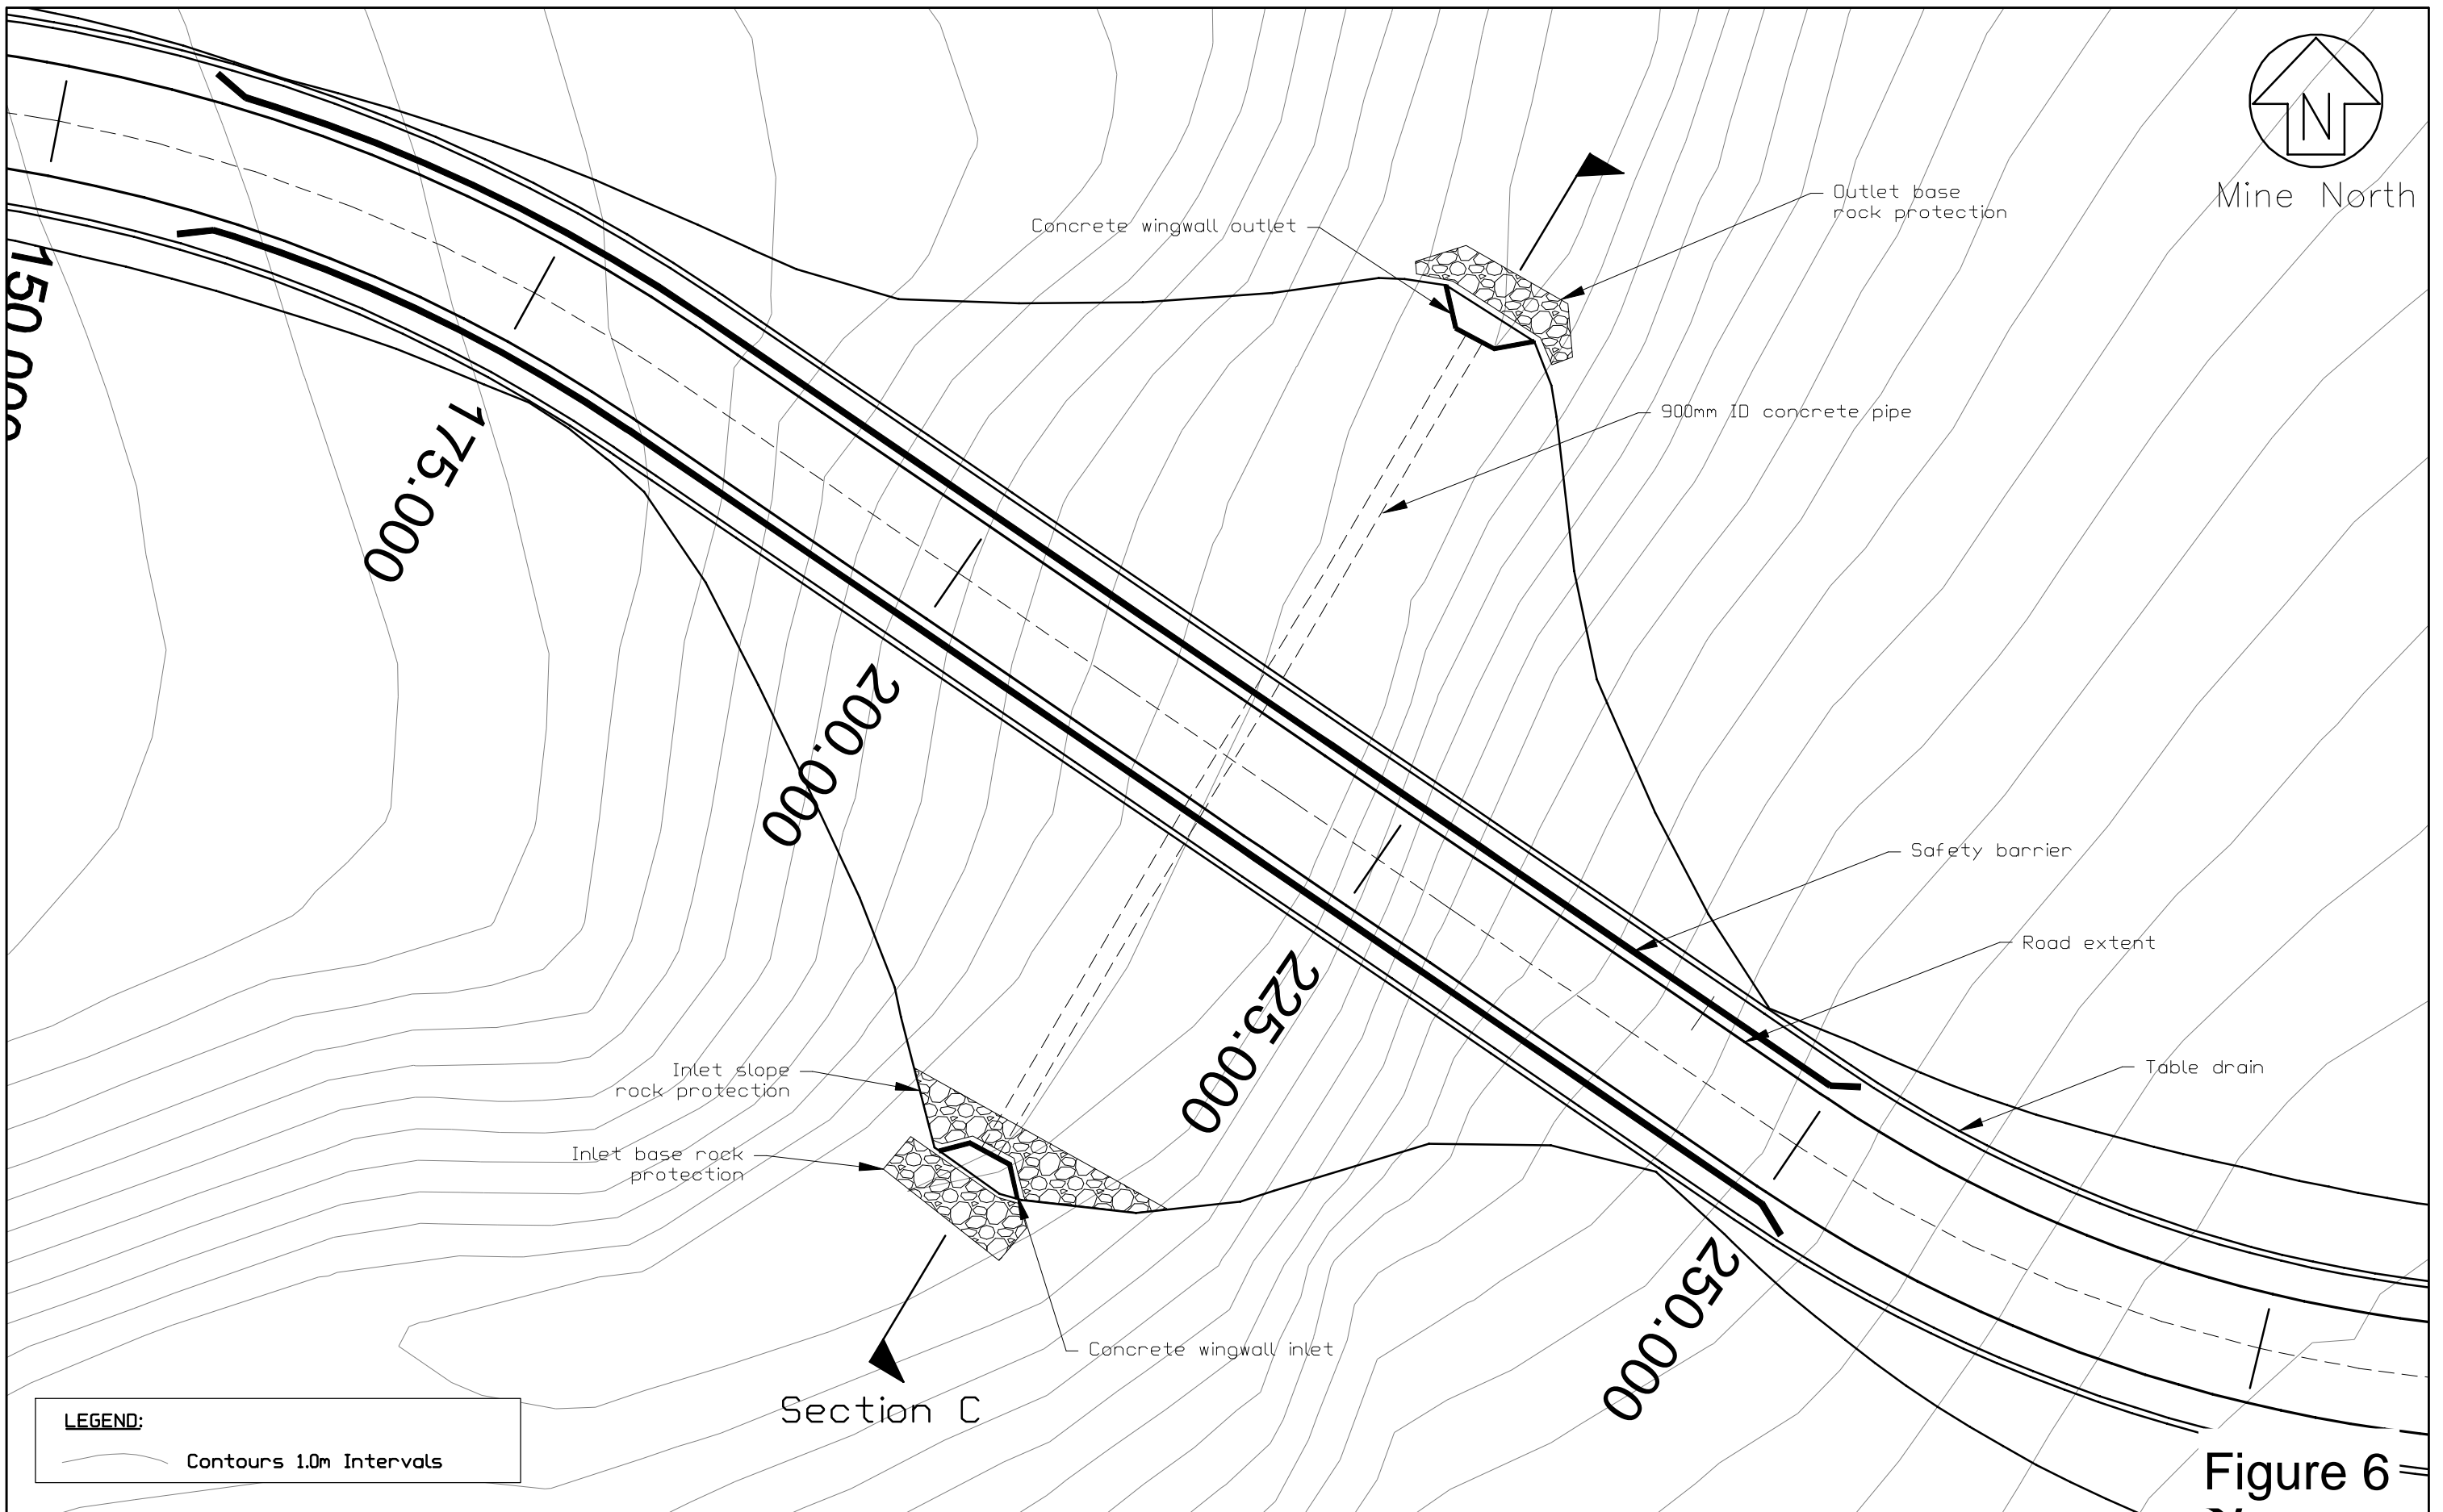 N
Mine North
Outlet base
rock protection
Concrete wingwall outlet
900mm ID concrete pipe
150.000
175.000
200.000
225.000
250.000
Safety barrier
Road extent
Table drain
Inlet slope
rock protection
Inlet base rock
protection
Concrete wingwall inlet
Section C
LEGEND:
Contours 1.0m Intervals
Figure 6